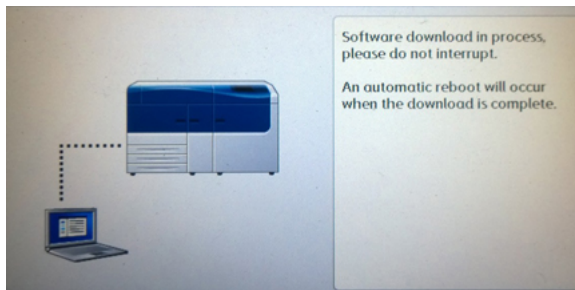 Software download in process,
please do not interrupt.
An automatic reboot will occur
when the download is complete.